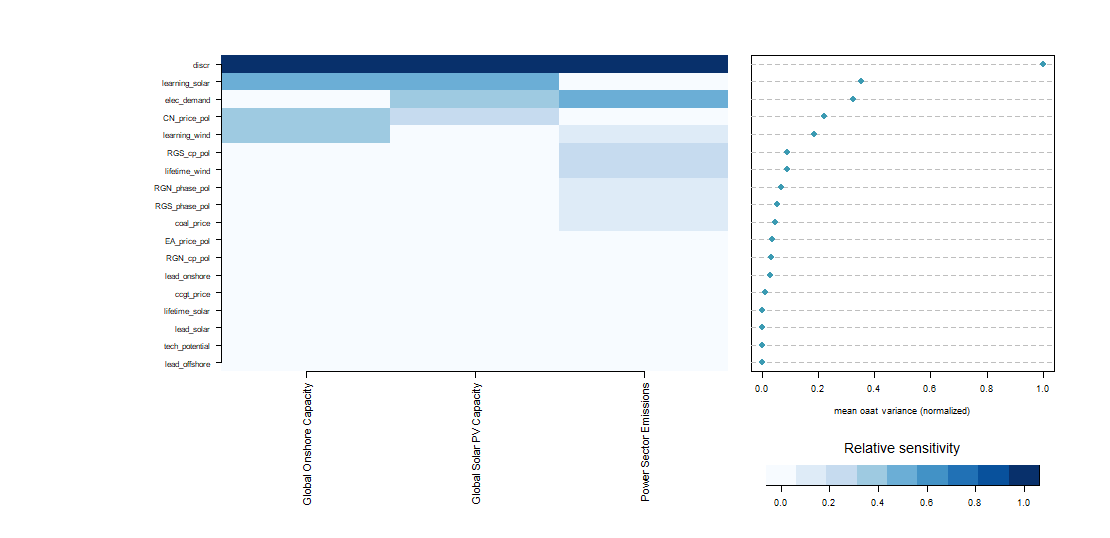 discr
learning_solar
elec_demand
CN_price_pol
learning_wind
RGS_cp_pol
lifetime_wind
RGN_phase_pol
RGS_phase_pol
coal_price
EA_price_pol
RGN_cp_pol
lead_onshore
ccgt_price
lifetime_solar
lead_solar
tech_potential
lead_offshore
Global Onshore Capacity
Global Solar PV Capacity
Power Sector Emissions
0.0 0.2 0.4 0.6 0.8 1.0
mean oaat variance (normalized)
Relative sensitivity
0.0 0.2 0.4 0.6 0.8 1.0